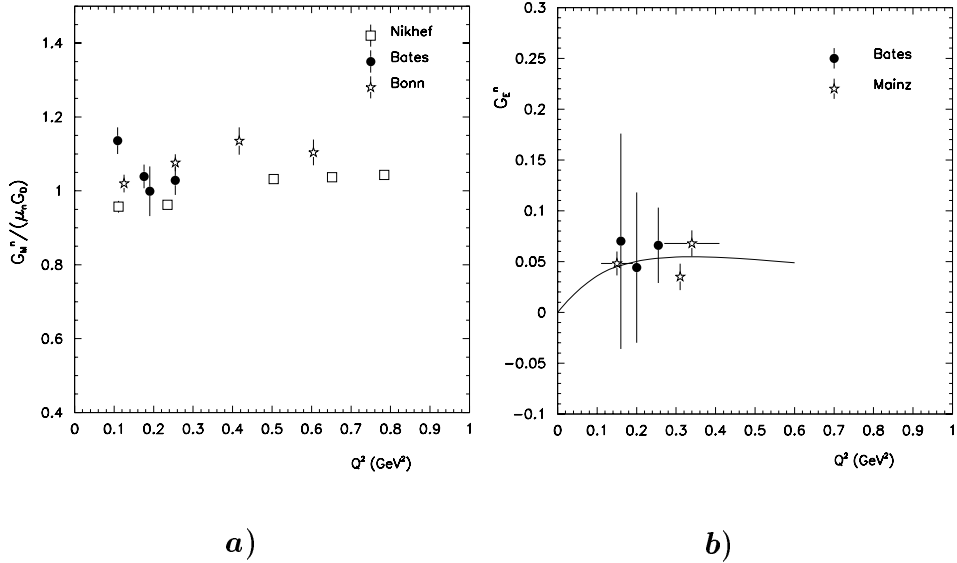 G_M^n/(μ_nG_D)
1.4
1.2
1
0.8
0.6
0.4
0 0.1 0.2 0.3 0.4 0.5 0.6 0.7 0.8 0.9 1
Q² (GeV²)
Nikhef
Bates
Bonn
a)
G_E^n
0.3
0.25
0.2
0.15
0.1
0.05
0
−0.05
−0.1
0 0.1 0.2 0.3 0.4 0.5 0.6 0.7 0.8 0.9 1
Q² (GeV²)
Bates
Mainz
b)